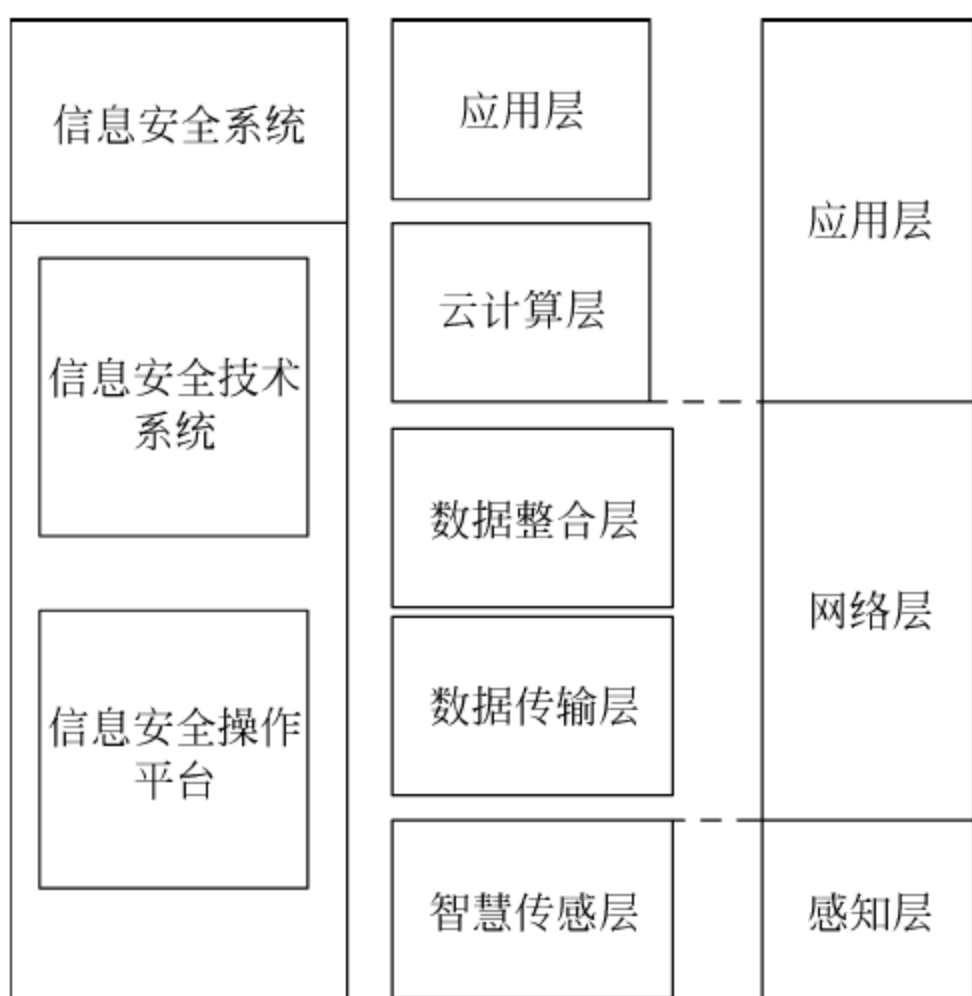 信息安全系统
信息安全技术
系统
信息安全操作
平台
应用层
云计算层
数据整合层
数据传输层
智慧传感层
应用层
网络层
感知层